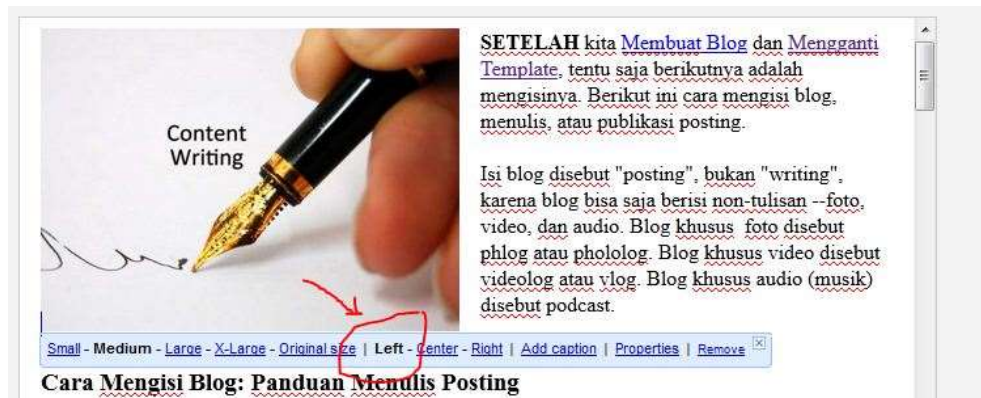 Content
Writing
SETELAH kita Membuat Blog dan Mengganti
Template, tentu saja berikutnya adalah
mengisinya. Berikut ini cara mengisi blog,
menulis, atau publikasi posting.
Isi blog disebut "posting", bukan "writing",
karena blog bisa saja berisi non-tulisan --foto,
video, dan audio. Blog khusus foto disebut
phlog atau phololog. Blog khusus video disebut
videolog atau vlog. Blog khusus audio (musik)
disebut podcast.
Small - Medium - Large - X-Large - Original size | Left - Center - Right | Add caption | Properties | Remove
Cara Mengisi Blog: Panduan Menulis Posting